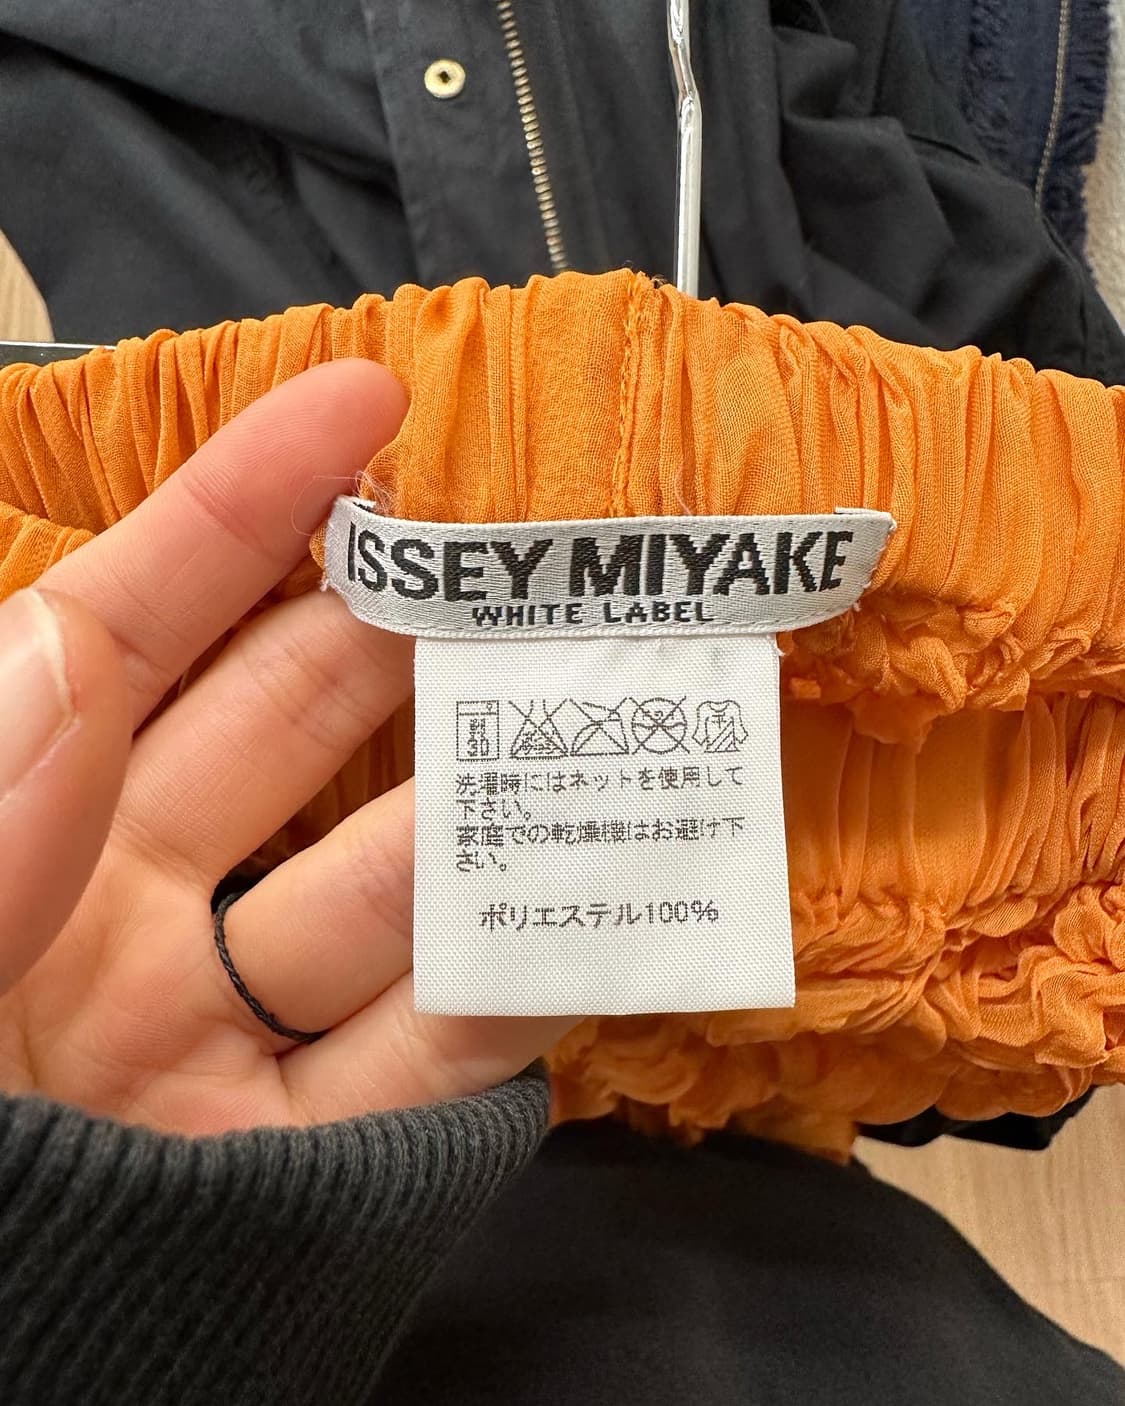 ISSEY MIYAKE
WHITE LABEL
30
洗濯時にはネットを使用して
下さい。
家庭での乾燥機はお避け下
さい。
ポリエステル100%